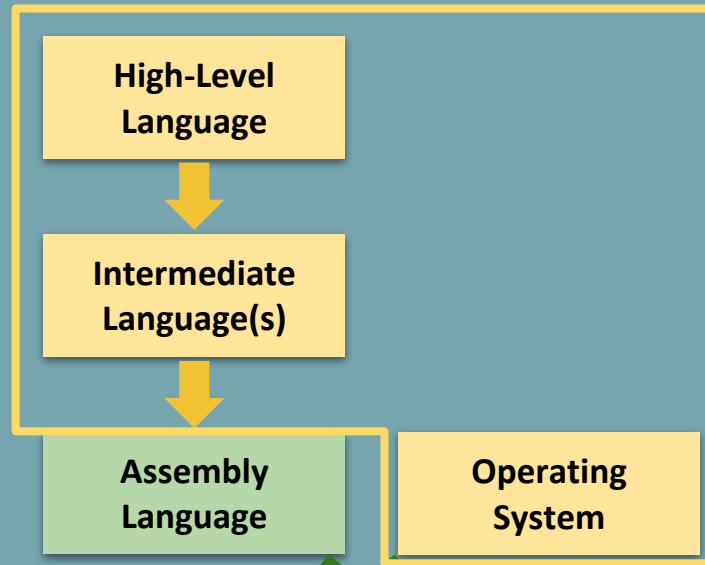 High-Level
Language
Intermediate
Language(s)
Assembly
Language
Operating
System